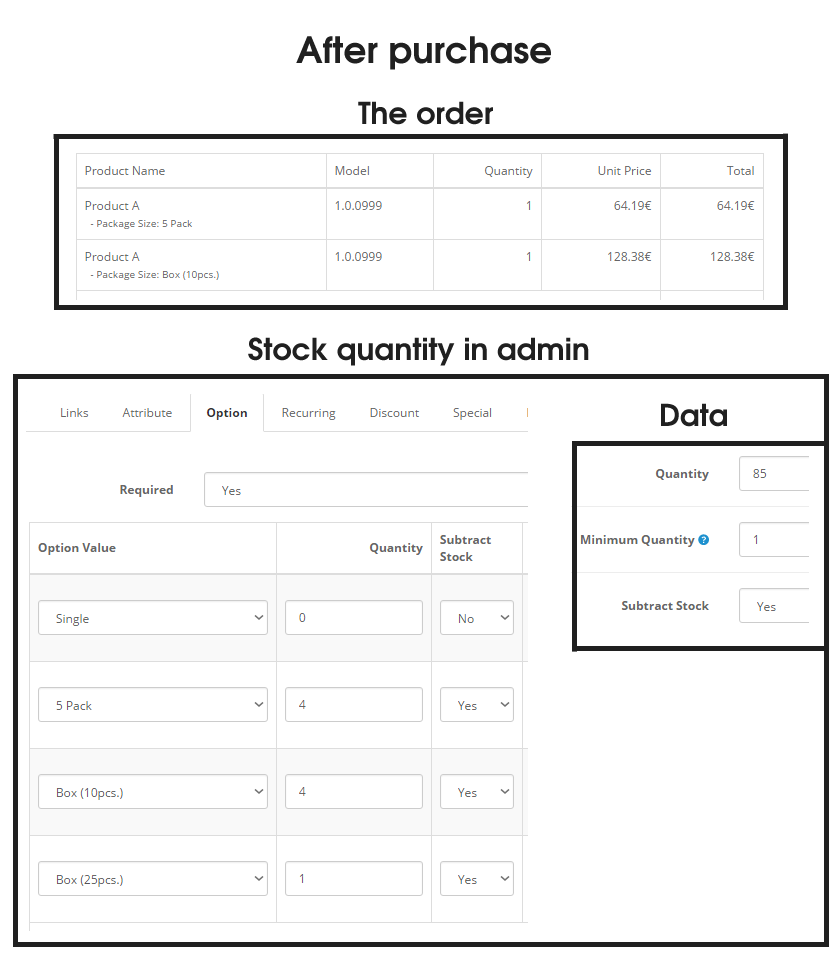 After purchase
The order
Product Name Model Quantity Unit Price Total
Product A 1.0.0999 1 64.19€ 64.19€
- Package Size: 5 Pack
Product A 1.0.0999 1 128.38€ 128.38€
- Package Size: Box (10pcs.)
Stock quantity in admin
Links Attribute Option Recurring Discount Special
Required Yes
Option Value Quantity Subtract Stock
Single 0 No
5 Pack 4 Yes
Box (10pcs.) 4 Yes
Box (25pcs.) 1 Yes
Data
Quantity 85
Minimum Quantity ? 1
Subtract Stock Yes